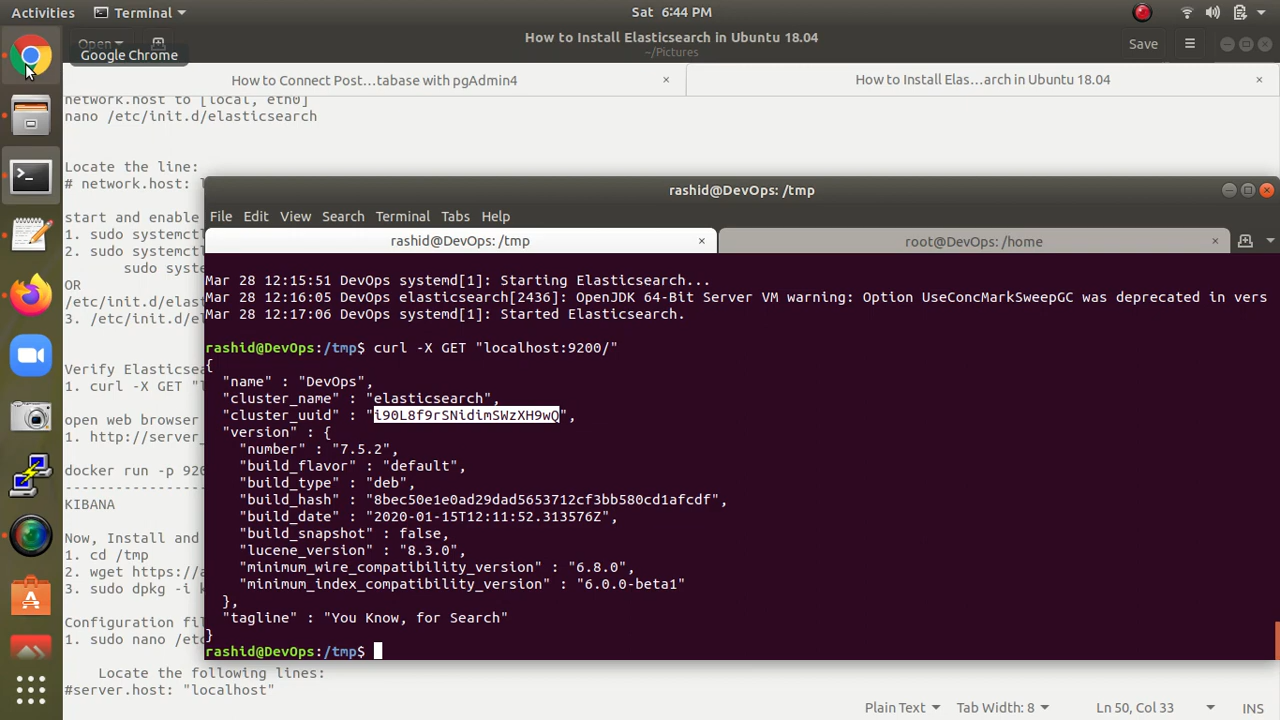 Activities Terminal Sat 6:44 PM
Open How to Install Elasticsearch in Ubuntu 18.04 Save
~/Pictures
Google Chrome
How to Connect Post…tabase with pgAdmin4 × How to Install Elas…arch in Ubuntu 18.04 ×
network.host to [local, eth0]
nano /etc/init.d/elasticsearch
Locate the line:
# network.host: l
start and enable
1. sudo systemctl
2. sudo systemctl
sudo syste
OR
/etc/init.d/elast
3. /etc/init.d/el
Verify Elasticsea
1. curl -X GET "l
open web browser
1. http://server_
docker run -p 920
KIBANA
Now, Install and
1. cd /tmp
2. wget https://a
3. sudo dpkg -i k
Configuration fil
1. sudo nano /etc
Locate the following lines:
#server.host: "localhost"
rashid@DevOps: /tmp
File Edit View Search Terminal Tabs Help
rashid@DevOps: /tmp × root@DevOps: /home ×
Mar 28 12:15:51 DevOps systemd[1]: Starting Elasticsearch...
Mar 28 12:16:05 DevOps elasticsearch[2436]: OpenJDK 64-Bit Server VM warning: Option UseConcMarkSweepGC was deprecated in vers
Mar 28 12:17:06 DevOps systemd[1]: Started Elasticsearch.
rashid@DevOps:/tmp$ curl -X GET "localhost:9200/"
{
"name" : "DevOps",
"cluster_name" : "elasticsearch",
"cluster_uuid" : "i90L8f9rSNidimSWzXH9wQ",
"version" : {
"number" : "7.5.2",
"build_flavor" : "default",
"build_type" : "deb",
"build_hash" : "8bec50e1e0ad29dad5653712cf3bb580cd1afcdf",
"build_date" : "2020-01-15T12:11:52.313576Z",
"build_snapshot" : false,
"lucene_version" : "8.3.0",
"minimum_wire_compatibility_version" : "6.8.0",
"minimum_index_compatibility_version" : "6.0.0-beta1"
},
"tagline" : "You Know, for Search"
}
rashid@DevOps:/tmp$
Plain Text Tab Width: 8 Ln 50, Col 33 INS